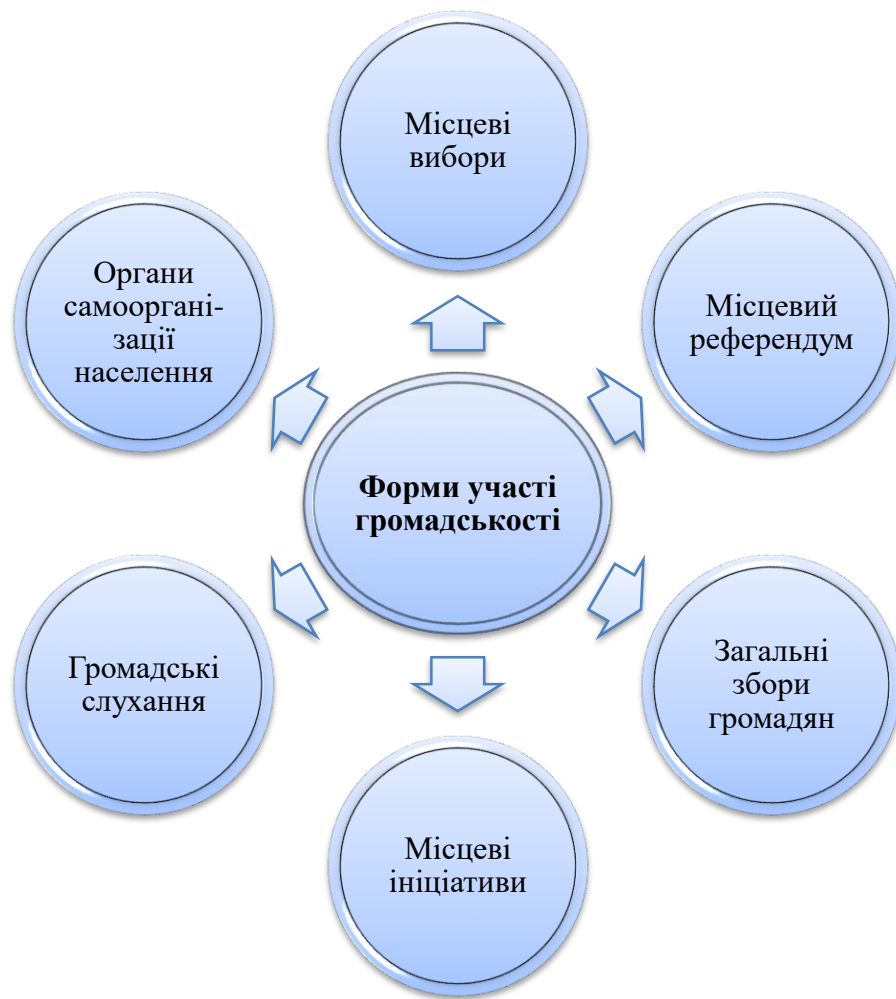 Місцеві
вибори
Органи
самооргані-
зації
населення
Місцевий
референдум
Форми участі
громадськості
Громадські
слухання
Загальні
збори
громадян
Місцеві
ініціативи